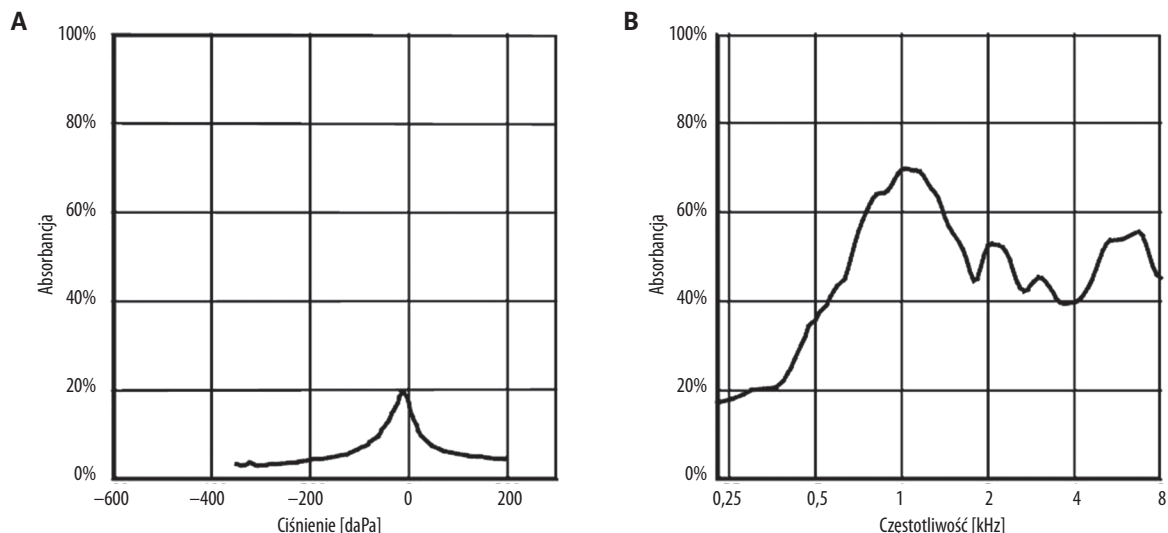 A
100%
80%
60%
40%
20%
0%
Absorbancja
−600 −400 −200 0 200
Ciśnienie [daPa]
B
100%
80%
60%
40%
20%
0%
Absorbancja
0,25 0,5 1 2 4 8
Częstotliwość [kHz]